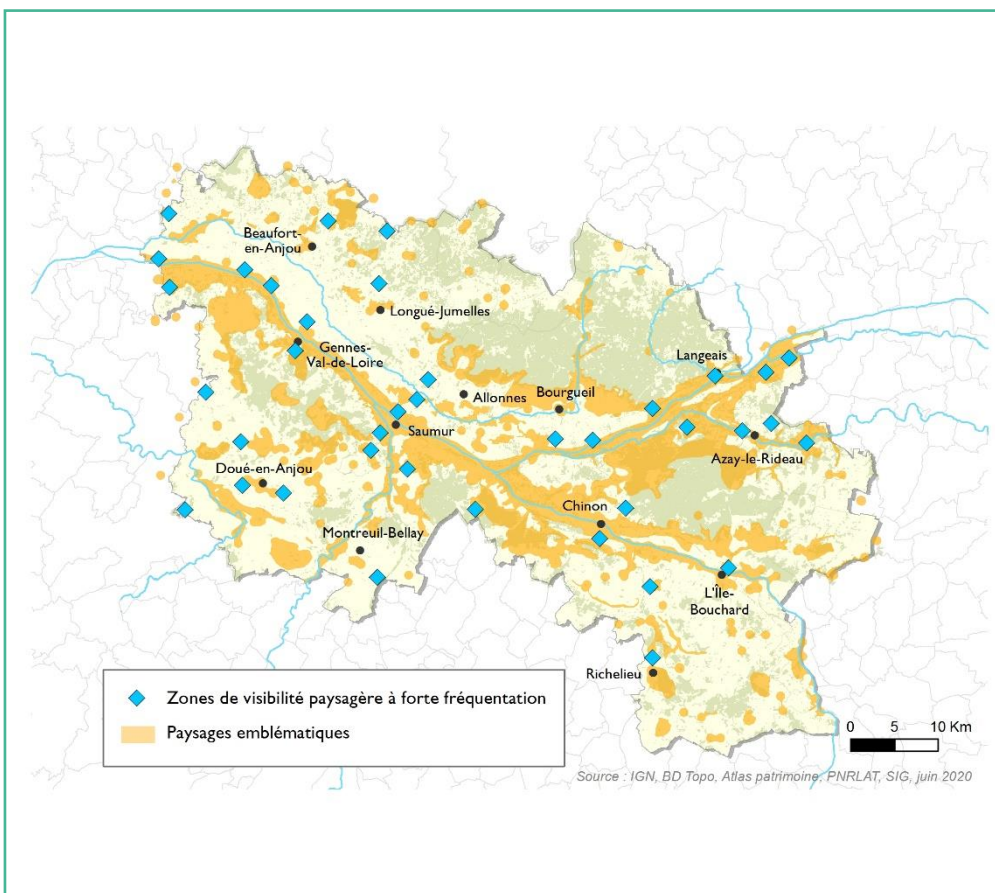 Beaufort-
en-Anjou
Longué-Jumelles
Gennes-
Val-de-Loire
Langeais
Allonnes
Bourgueil
Saumur
Azay-le-Rideau
Doué-en-Anjou
Chinon
Montreuil-Bellay
L'Île-
Bouchard
Richelieu
Zones de visibilité paysagère à forte fréquentation
Paysages emblématiques
0 5 10 Km
Source : IGN, BD Topo, Atlas patrimoine, PNRLAT, SIG, juin 2020